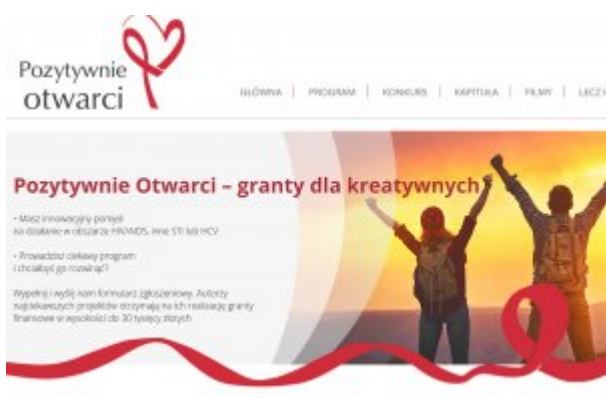 Pozytywnie
otwarci
GŁÓWNA | PROGRAM | KONKURS | KAPITUŁA | FILMY | LECZ
Pozytywnie Otwarci – granty dla kreatywnych
• Masz innowacyjny pomysł
na działanie w obszarze HIV/AIDS, inne STI lub HCV
• Prowadzisz ciekawy program
i chciałbyś go rozwinąć?
Wypełnij i wyślij nam formularz zgłoszeniowy. Autorzy
najciekawszych projektów otrzymają na ich realizację granty
finansowe w wysokości do 30 tysięcy złotych